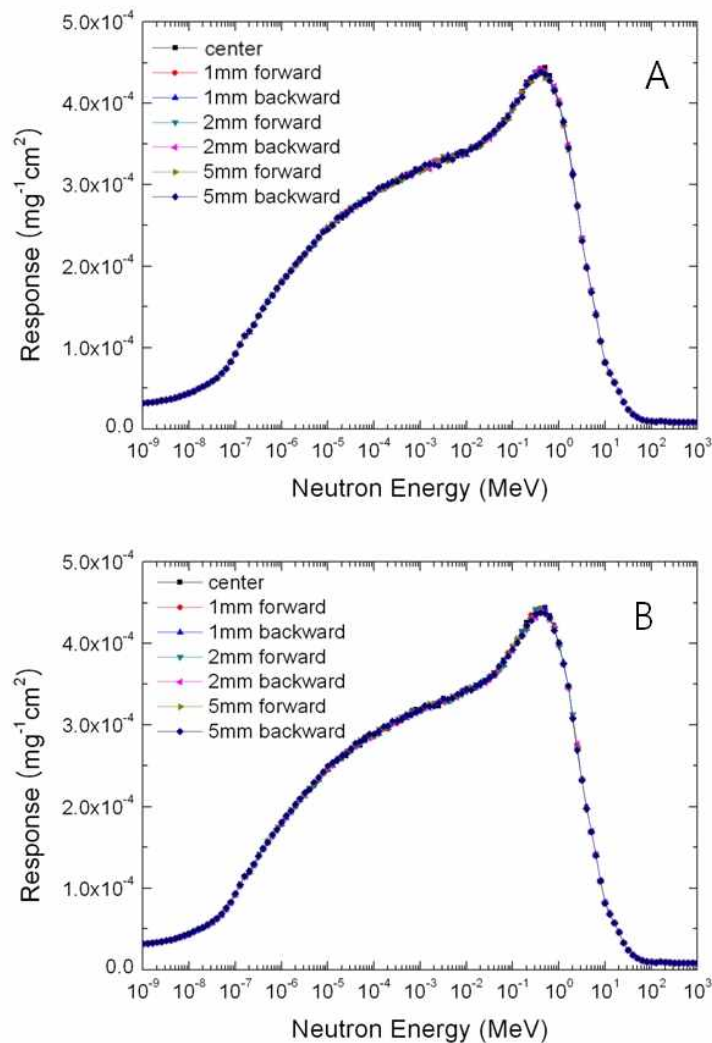 A
center
1mm forward
1mm backward
2mm forward
2mm backward
5mm forward
5mm backward
Response (mg⁻¹cm²)
5.0x10⁻⁴
4.0x10⁻⁴
3.0x10⁻⁴
2.0x10⁻⁴
1.0x10⁻⁴
0.0
10⁻⁹ 10⁻⁸ 10⁻⁷ 10⁻⁶ 10⁻⁵ 10⁻⁴ 10⁻³ 10⁻² 10⁻¹ 10⁰ 10¹ 10² 10³
Neutron Energy (MeV)
B
center
1mm forward
1mm backward
2mm forward
2mm backward
5mm forward
5mm backward
Response (mg⁻¹cm²)
5.0x10⁻⁴
4.0x10⁻⁴
3.0x10⁻⁴
2.0x10⁻⁴
1.0x10⁻⁴
0.0
10⁻⁹ 10⁻⁸ 10⁻⁷ 10⁻⁶ 10⁻⁵ 10⁻⁴ 10⁻³ 10⁻² 10⁻¹ 10⁰ 10¹ 10² 10³
Neutron Energy (MeV)